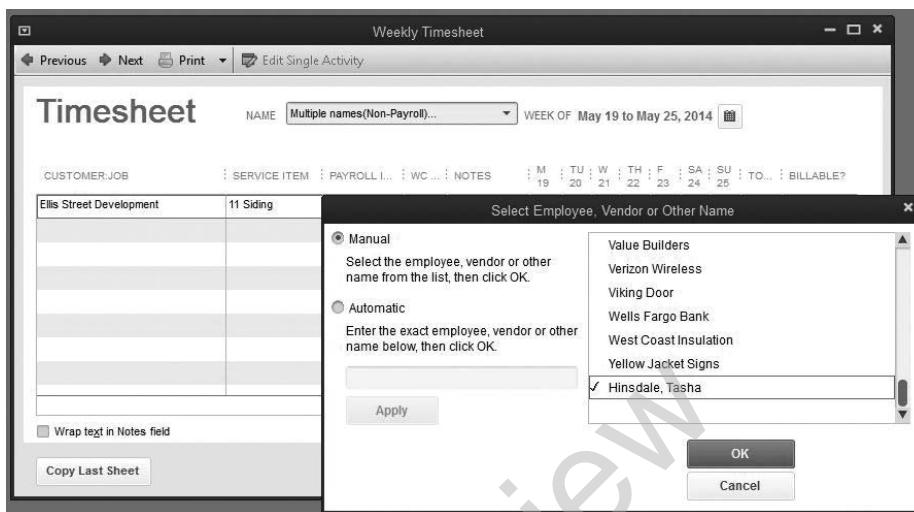 Weekly Timesheet
Previous Next Print Edit Single Activity
Timesheet NAME Multiple names(Non-Payroll)... WEEK OF May 19 to May 25, 2014
CUSTOMER:JOB SERVICE ITEM PAYROLL I... WC ... NOTES M 19 TU 20 W 21 TH 22 F 23 SA 24 SU 25 TO... BILLABLE?
Ellis Street Development 11 Siding
Select Employee, Vendor or Other Name
Manual
Select the employee, vendor or other
name from the list, then click OK.
Automatic
Enter the exact employee, vendor or other
name below, then click OK.
Apply
Value Builders
Verizon Wireless
Viking Door
Wells Fargo Bank
West Coast Insulation
Yellow Jacket Signs
Hinsdale, Tasha
OK
Cancel
Wrap text in Notes field
Copy Last Sheet